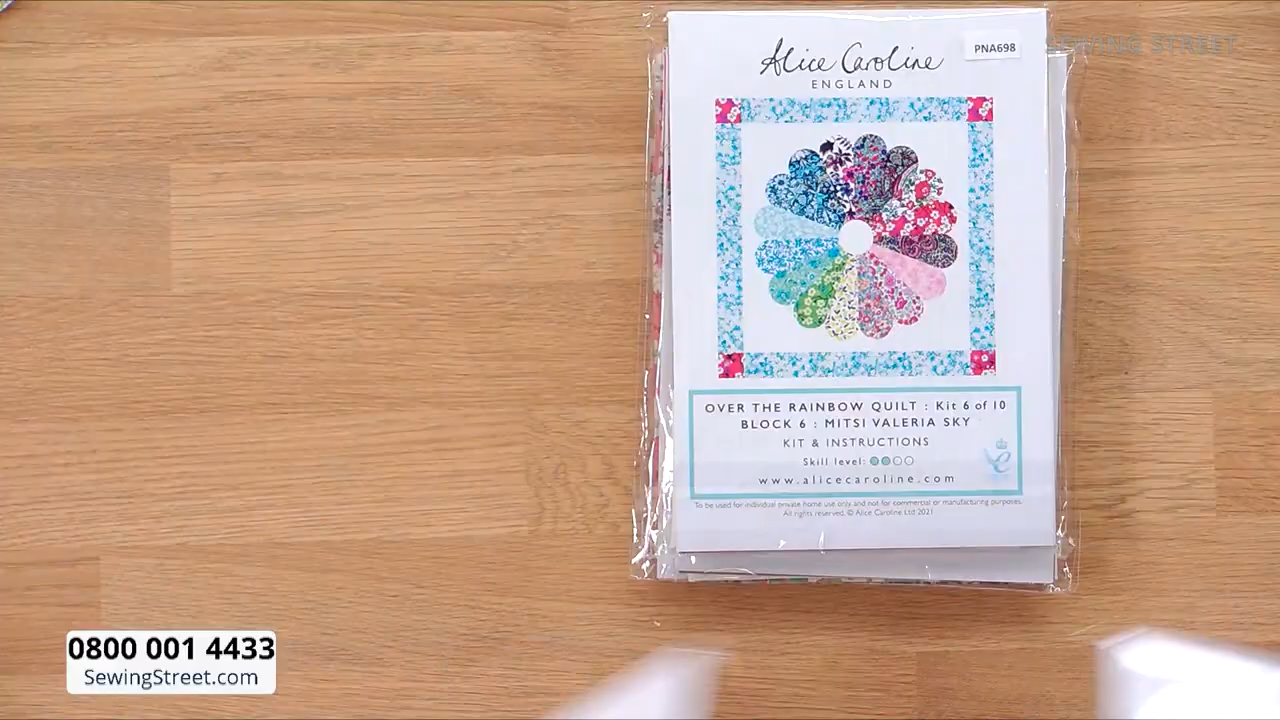 Alice Caroline
ENGLAND
PNA698
SEWING STREET
OVER THE RAINBOW QUILT : Kit 6 of 10
BLOCK 6 : MITSI VALERIA SKY
KIT & INSTRUCTIONS
Skill level:
www.alicecaroline.com
To be used for individual private home use only and not for commercial or manufacturing purposes.
All rights reserved, © Alice Caroline Ltd 2021
0800 001 4433
SewingStreet.com